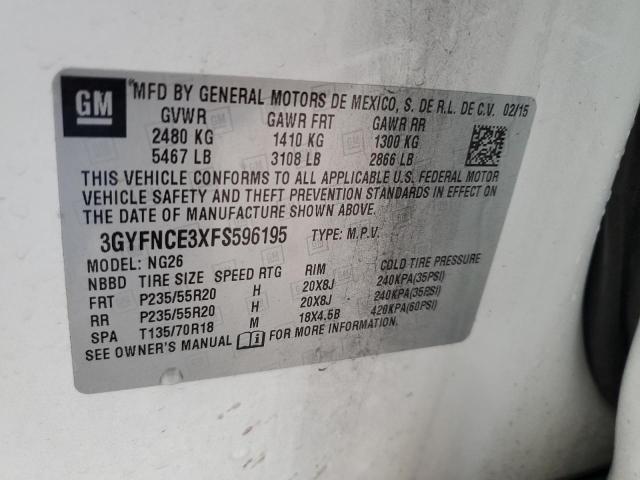 GM
MFD BY GENERAL MOTORS DE MEXICO, S. DE R.L. DE C.V. 02/15
GVWR GAWR FRT GAWR RR
2480 KG 1410 KG 1300 KG
5467 LB 3108 LB 2866 LB
THIS VEHICLE CONFORMS TO ALL APPLICABLE U.S. FEDERAL MOTOR
VEHICLE SAFETY AND THEFT PREVENTION STANDARDS IN EFFECT ON
THE DATE OF MANUFACTURE SHOWN ABOVE.
3GYFNCE3XFS596195 TYPE: M.P.V.
MODEL: NG26
NBBD TIRE SIZE SPEED RTG RIM COLD TIRE PRESSURE
FRT P235/55R20 H 20X8J 240KPA(35PSI)
RR P235/55R20 H 20X8J 240KPA(35PSI)
SPA T135/70R18 M 18X4.5B 420KPA(60PSI)
SEE OWNER'S MANUAL FOR MORE INFORMATION.